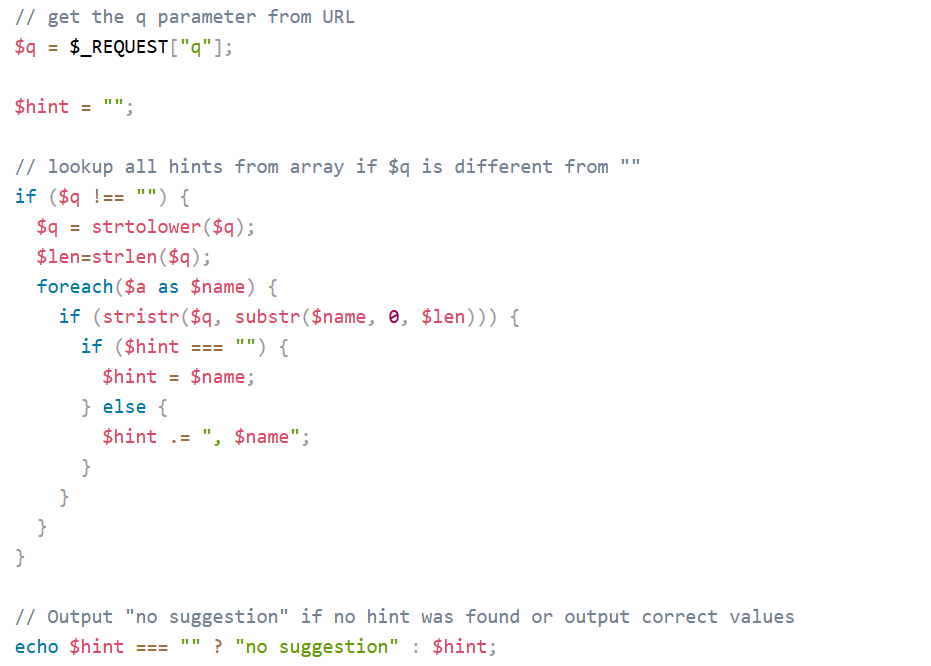 // get the q parameter from URL
$q = $_REQUEST["q"];
$hint = "";
// lookup all hints from array if $q is different from ""
if ($q !== "") {
  $q = strtolower($q);
  $len=strlen($q);
  foreach($a as $name) {
    if (stristr($q, substr($name, 0, $len))) {
      if ($hint === "") {
        $hint = $name;
      } else {
        $hint .= ", $name";
      }
    }
  }
}
// Output "no suggestion" if no hint was found or output correct values
echo $hint === "" ? "no suggestion" : $hint;